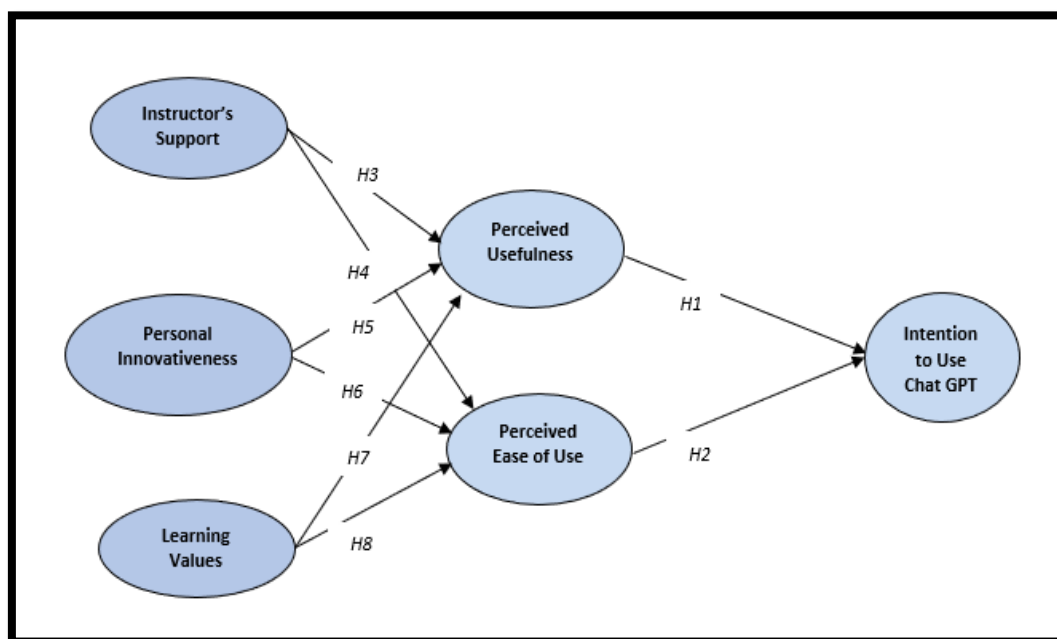 Instructor's
Support
H3
Perceived
Usefulness
H4
H1
H5
Personal
Innovativeness
Intention
to Use
Chat GPT
H6
Perceived
Ease of Use
H7
H2
Learning
Values
H8